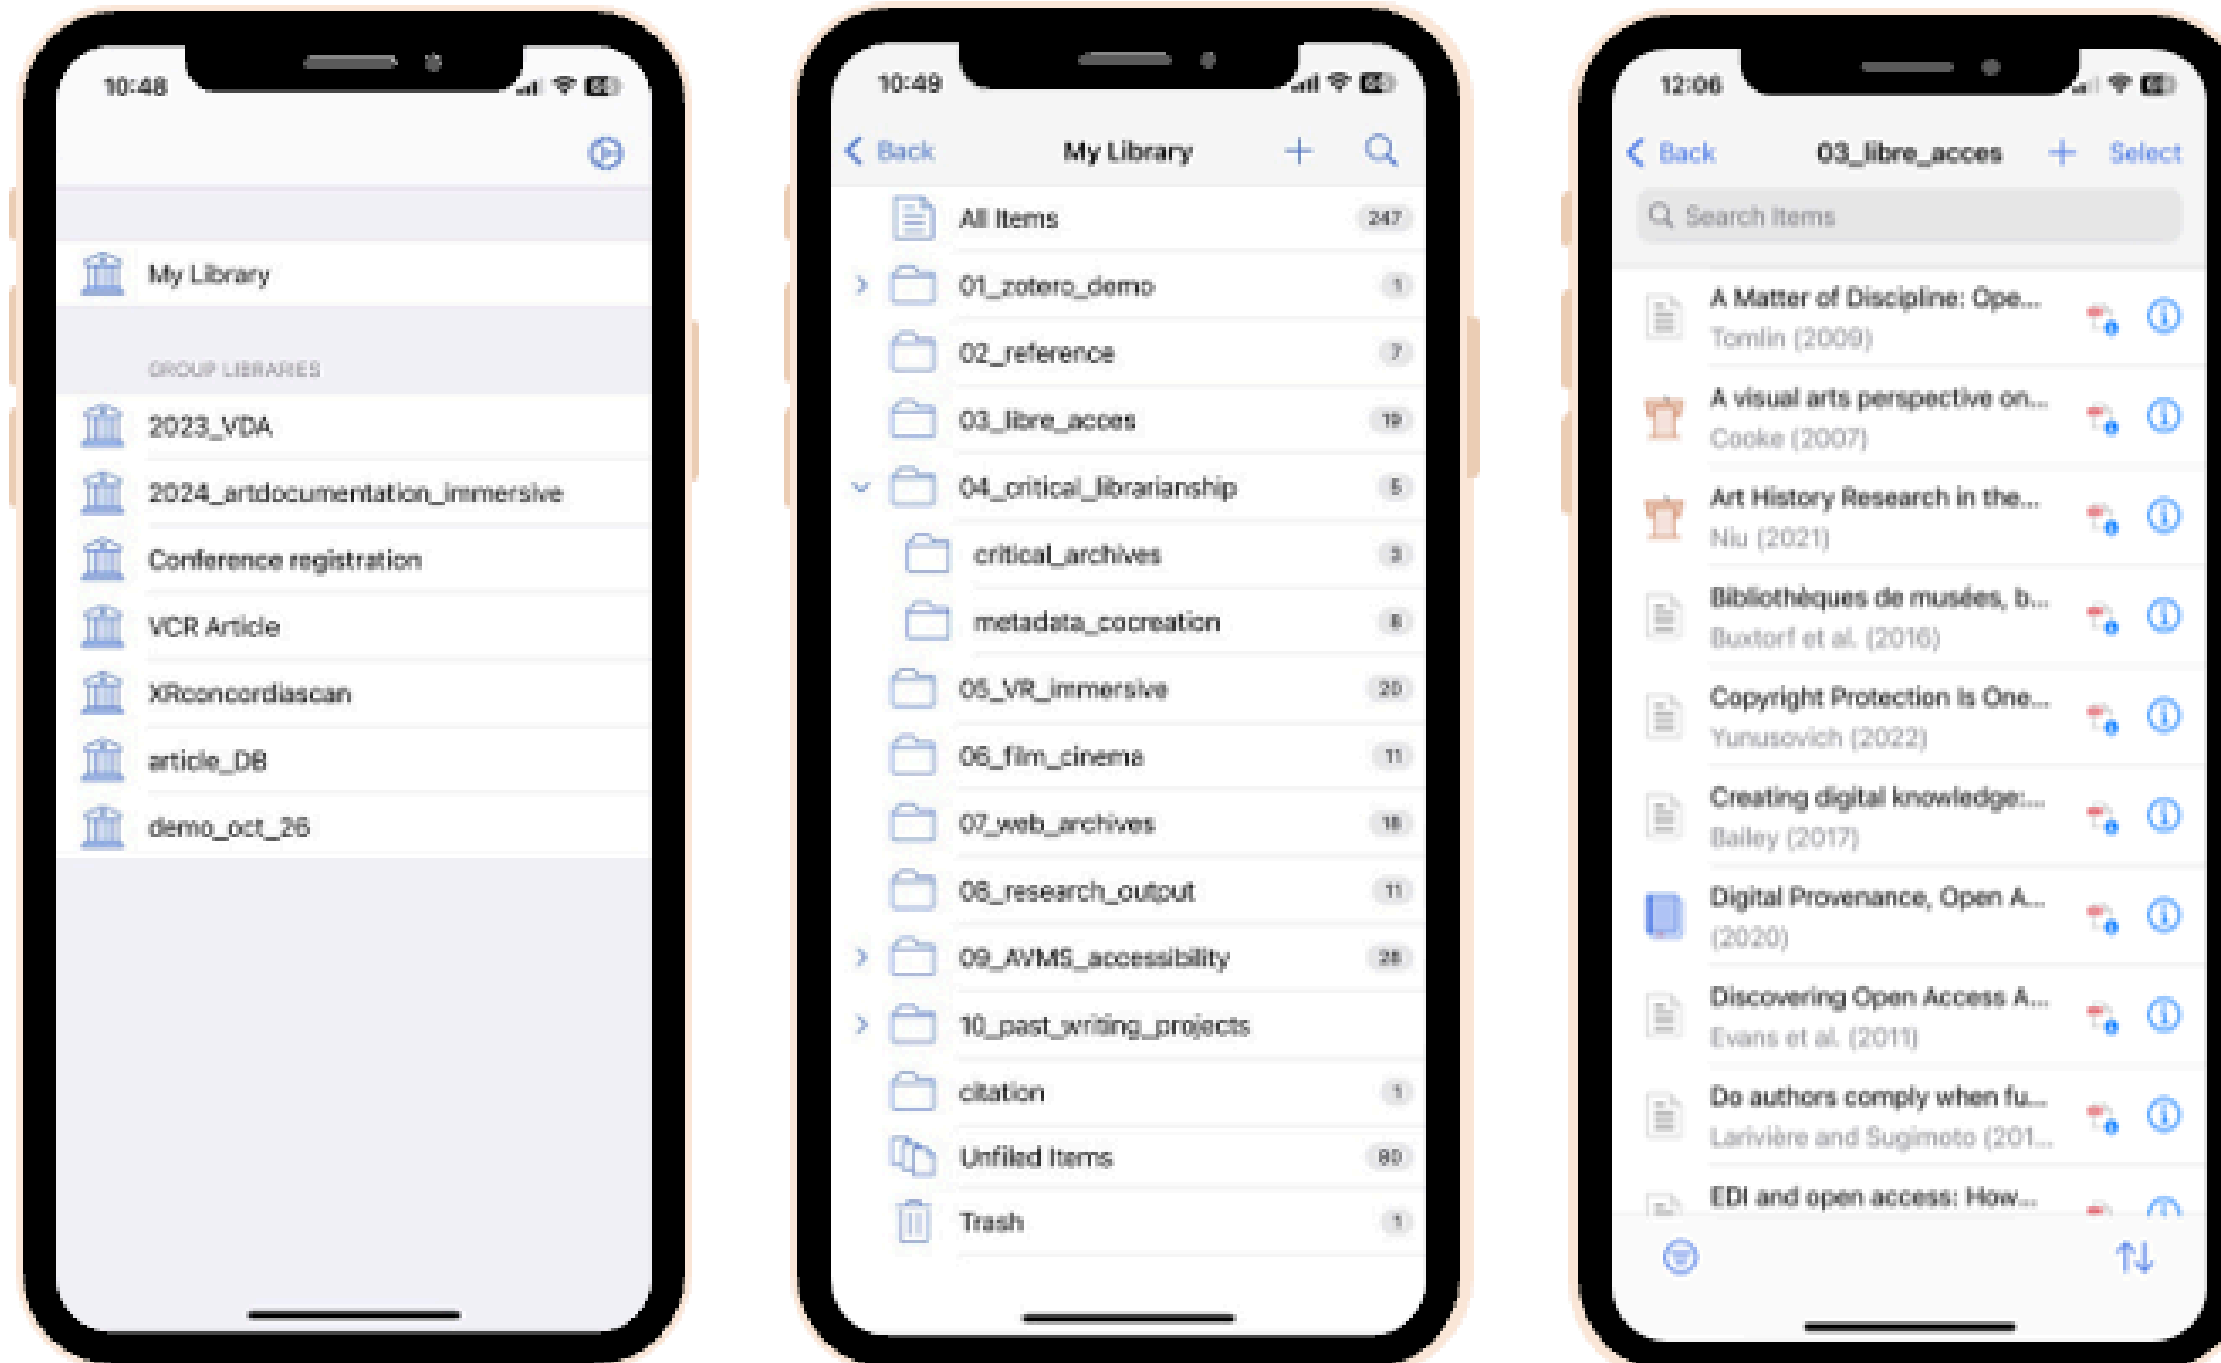 10:48
My Library
GROUP LIBRARIES
2023_VDA
2024_artdocumentation_immersive
Conference registration
VCR Article
XRconcordiascan
article_DB
demo_oct_26
10:49
Back My Library
All Items 247
01_zotero_demo 1
02_reference 7
03_libre_acces 19
04_critical_librarianship 5
critical_archives 3
metadata_cocreation 8
05_VR_immersive 20
06_film_cinema 11
07_web_archives 18
08_research_output 11
09_AVMS_accessibility 28
10_past_writing_projects
citation 1
Unfiled Items 80
Trash 1
12:06
Back 03_libre_acces Select
Search Items
A Matter of Discipline: Ope...
Tomlin (2009)
A visual arts perspective on...
Cooke (2007)
Art History Research in the...
Niu (2021)
Bibliothèques de musées, b...
Buxtorf et al. (2016)
Copyright Protection Is One...
Yunusovich (2022)
Creating digital knowledge:...
Bailey (2017)
Digital Provenance, Open A...
(2020)
Discovering Open Access A...
Evans et al. (2011)
Do authors comply when fu...
Larivière and Sugimoto (201...
EDI and open access: How...